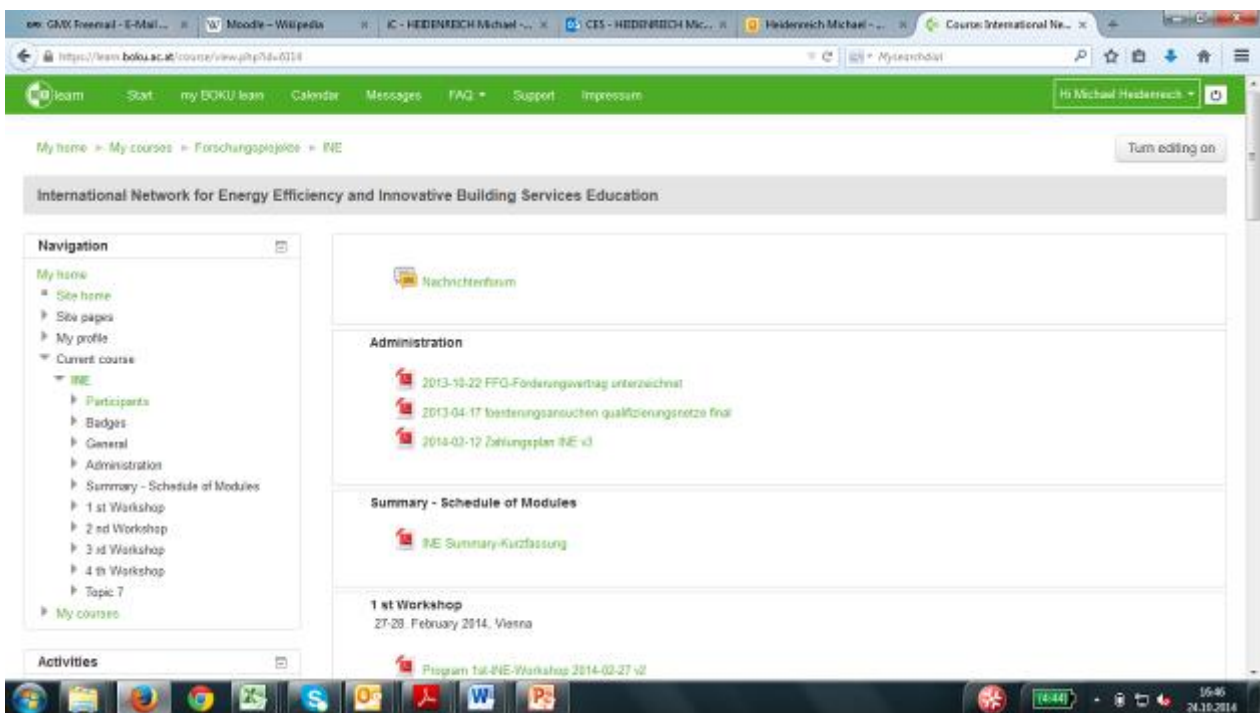 GMX Freemail - E-Mail ...
Moodle – Wikipedia
iC - HEIDENREICH Michael -...
CES - HEIDENREICH Mic...
Heidenreich Michael - ...
Course: International Ne...
https://learn.boku.ac.at/course/view.php?id=6314
Mysearchdial
learn
Start
my BOKU learn
Calendar
Messages
FAQ
Support
Impressum
Hi Michael Heidenreich
My home
My courses
Forschungsprojekte
INE
Turn editing on
International Network for Energy Efficiency and Innovative Building Services Education
Navigation
My home
Site home
Site pages
My profile
Current course
INE
Participants
Badges
General
Administration
Summary - Schedule of Modules
1 st Workshop
2 nd Workshop
3 rd Workshop
4 th Workshop
Topic 7
My courses
Activities
Nachrichtenforum
Administration
2013-10-22 FFG-Förderungsvertrag unterzeichnet
2013-04-17 foerderungsansuchen qualifizierungsnetze final
2014-02-12 Zahlungsplan INE v3
Summary - Schedule of Modules
INE Summary-Kurzfassung
1 st Workshop
27-28. February 2014, Vienna
Program 1st-INE-Workshop 2014-02-27 v2
16:46
24.10.2014